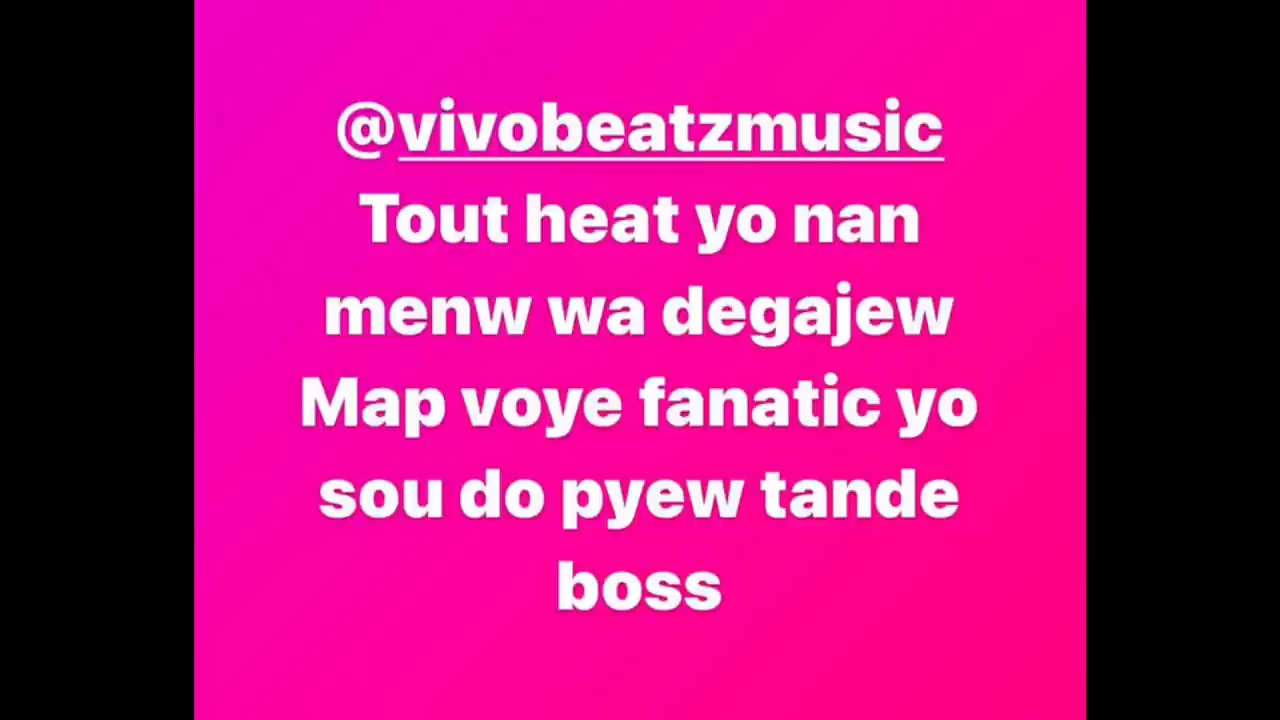 @vivobeatzmusic
Tout heat yo nan
menw wa degajew
Map voye fanatic yo
sou do pyew tande
boss